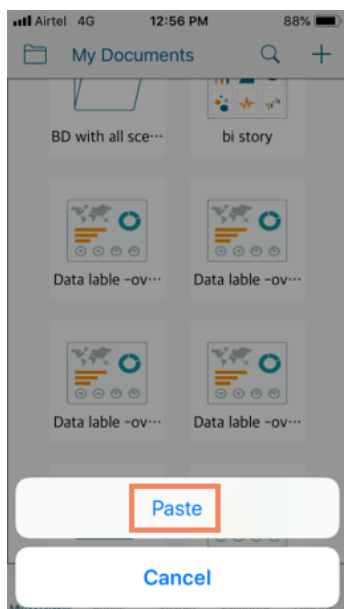 Airtel 4G 12:56 PM 88%
My Documents
BD with all sce··· bi story
Data lable -ov··· Data lable -ov···
Data lable -ov··· Data lable -ov···
Paste
Cancel